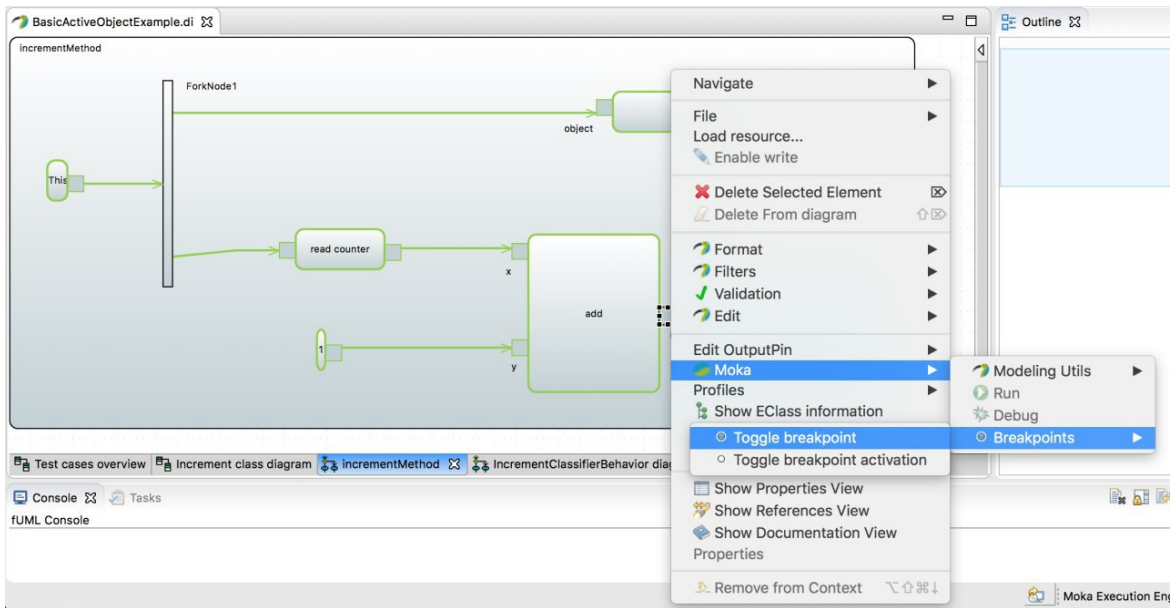 BasicActiveObjectExample.di
Outline
incrementMethod
ForkNode1
object
This
read counter
x
add
1
y
Navigate
File
Load resource...
Enable write
Delete Selected Element
Delete From diagram
Format
Filters
Validation
Edit
Edit OutputPin
Moka
Profiles
Show EClass information
Modeling Utils
Run
Debug
Breakpoints
Toggle breakpoint
Toggle breakpoint activation
Show Properties View
Show References View
Show Documentation View
Properties
Remove from Context ⌥⇧⌘↓
Test cases overview Increment class diagram incrementMethod IncrementClassifierBehavior dia
Console Tasks
fUML Console
Moka Execution Eng